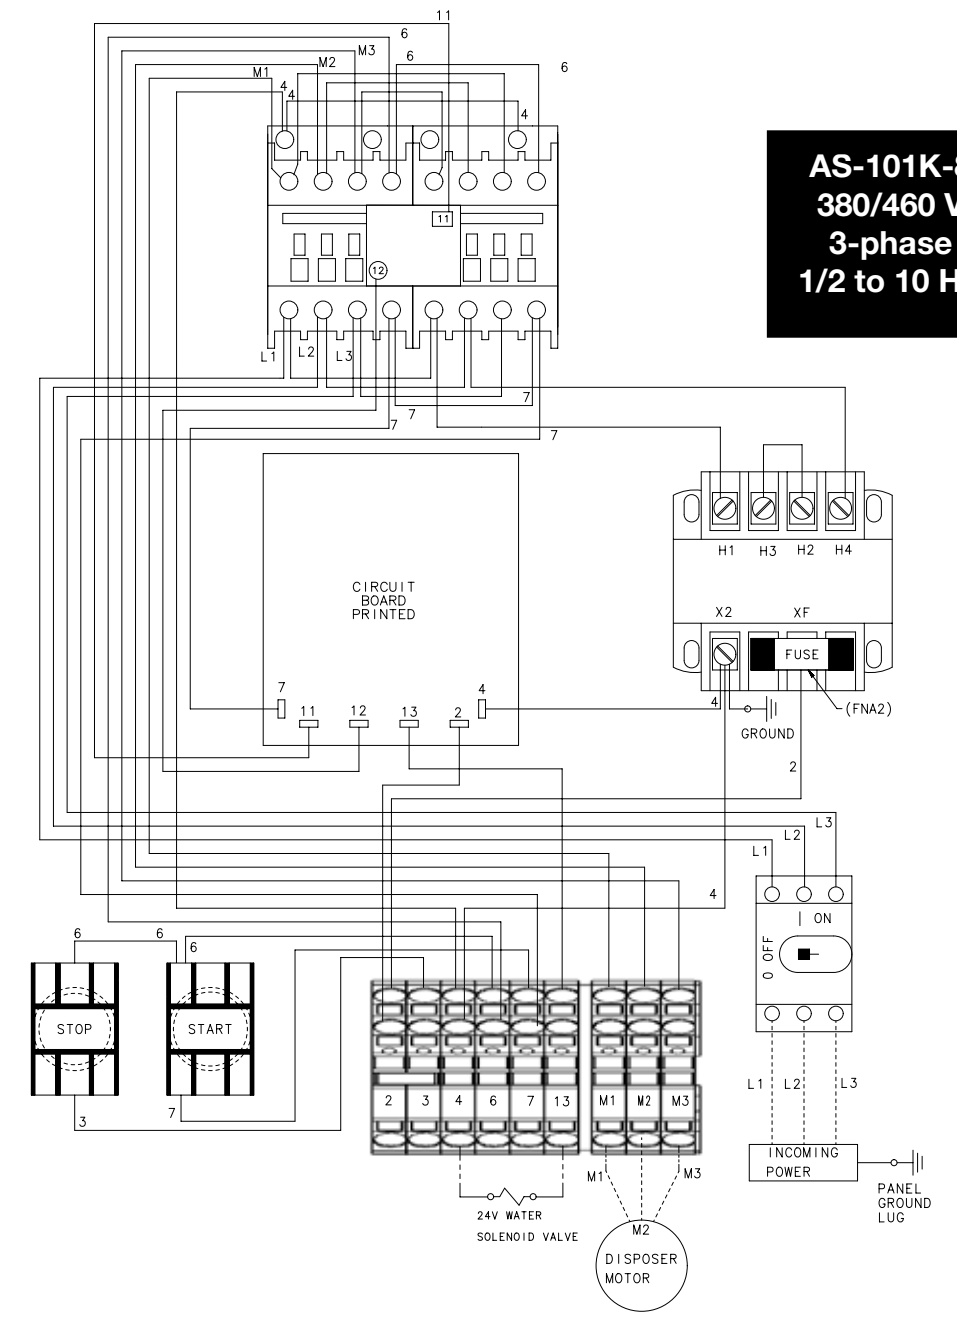 11
6
M3
6
M2
6
M1
4
4
4
AS-101K-
380/460
3-phase
1/2 to 10
11
12
L1
L2
L3
7
7
7
7
H1 H3 H2 H4
CIRCUIT
BOARD
PRINTED
X2 XF
FUSE
7
11
12
13
2
4
4
(FNA2)
GROUND
2
L3
L2
L1
4
| ON
O OFF
6
6
6
STOP
START
3
7
2 3 4 6 7 13 M1 M2 M3
L1 L2 L3
INCOMING
POWER
M1
M3
PANEL
GROUND
LUG
24V WATER
SOLENOID VALVE
M2
DISPOSER
MOTOR